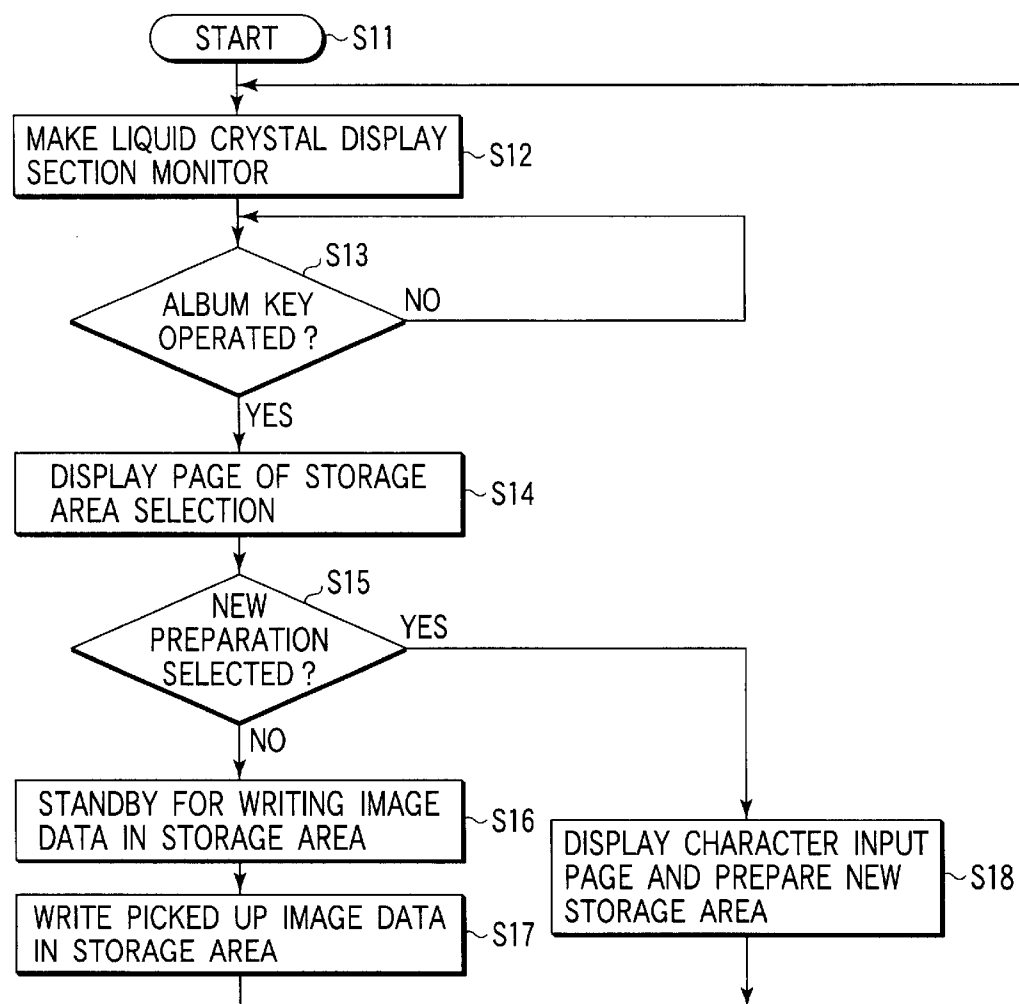 START
S11
MAKE LIQUID CRYSTAL DISPLAY
SECTION MONITOR
S12
S13
ALBUM KEY
OPERATED?
NO
YES
DISPLAY PAGE OF STORAGE
AREA SELECTION
S14
S15
NEW
PREPARATION
SELECTED?
YES
NO
STANDBY FOR WRITING IMAGE
DATA IN STORAGE AREA
S16
DISPLAY CHARACTER INPUT
PAGE AND PREPARE NEW
STORAGE AREA
S18
WRITE PICKED UP IMAGE DATA
IN STORAGE AREA
S17